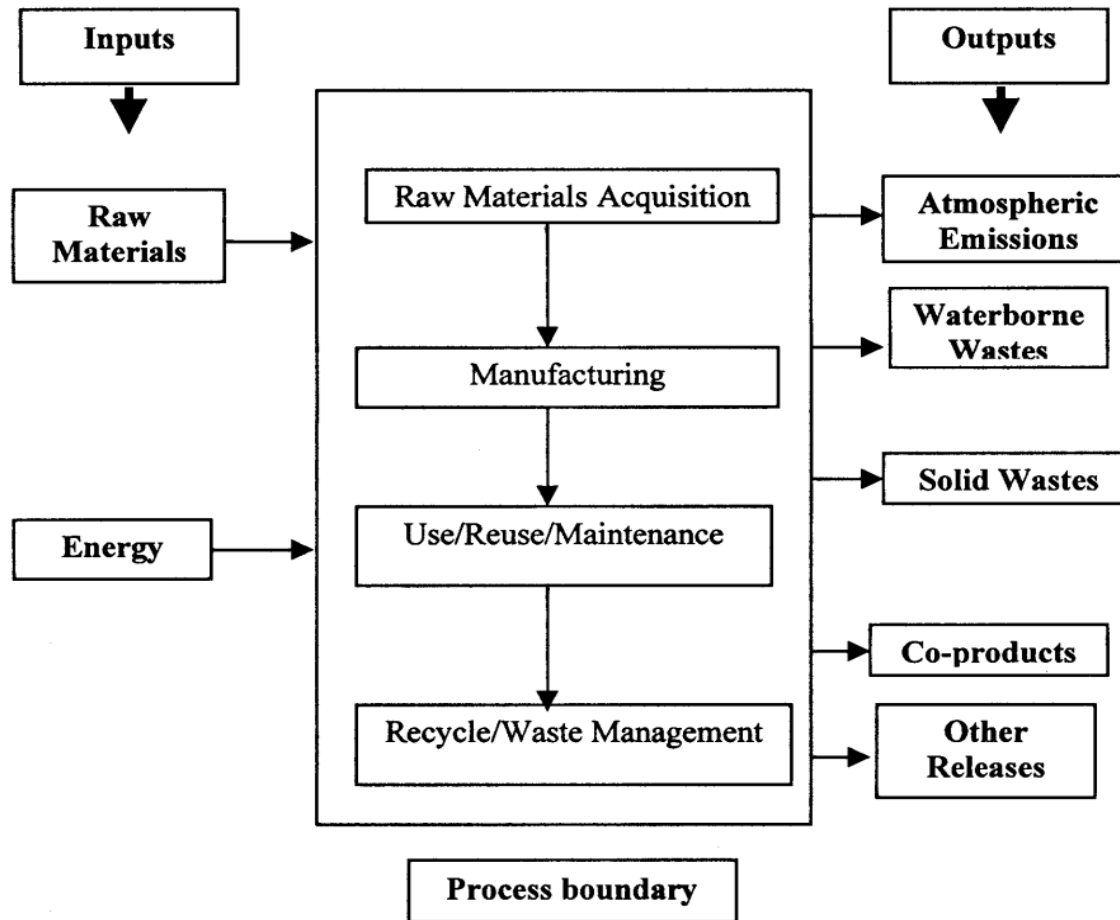 Inputs
Outputs
Raw
Materials
Energy
Raw Materials Acquisition
Manufacturing
Use/Reuse/Maintenance
Recycle/Waste Management
Atmospheric
Emissions
Waterborne
Wastes
Solid Wastes
Co-products
Other
Releases
Process boundary